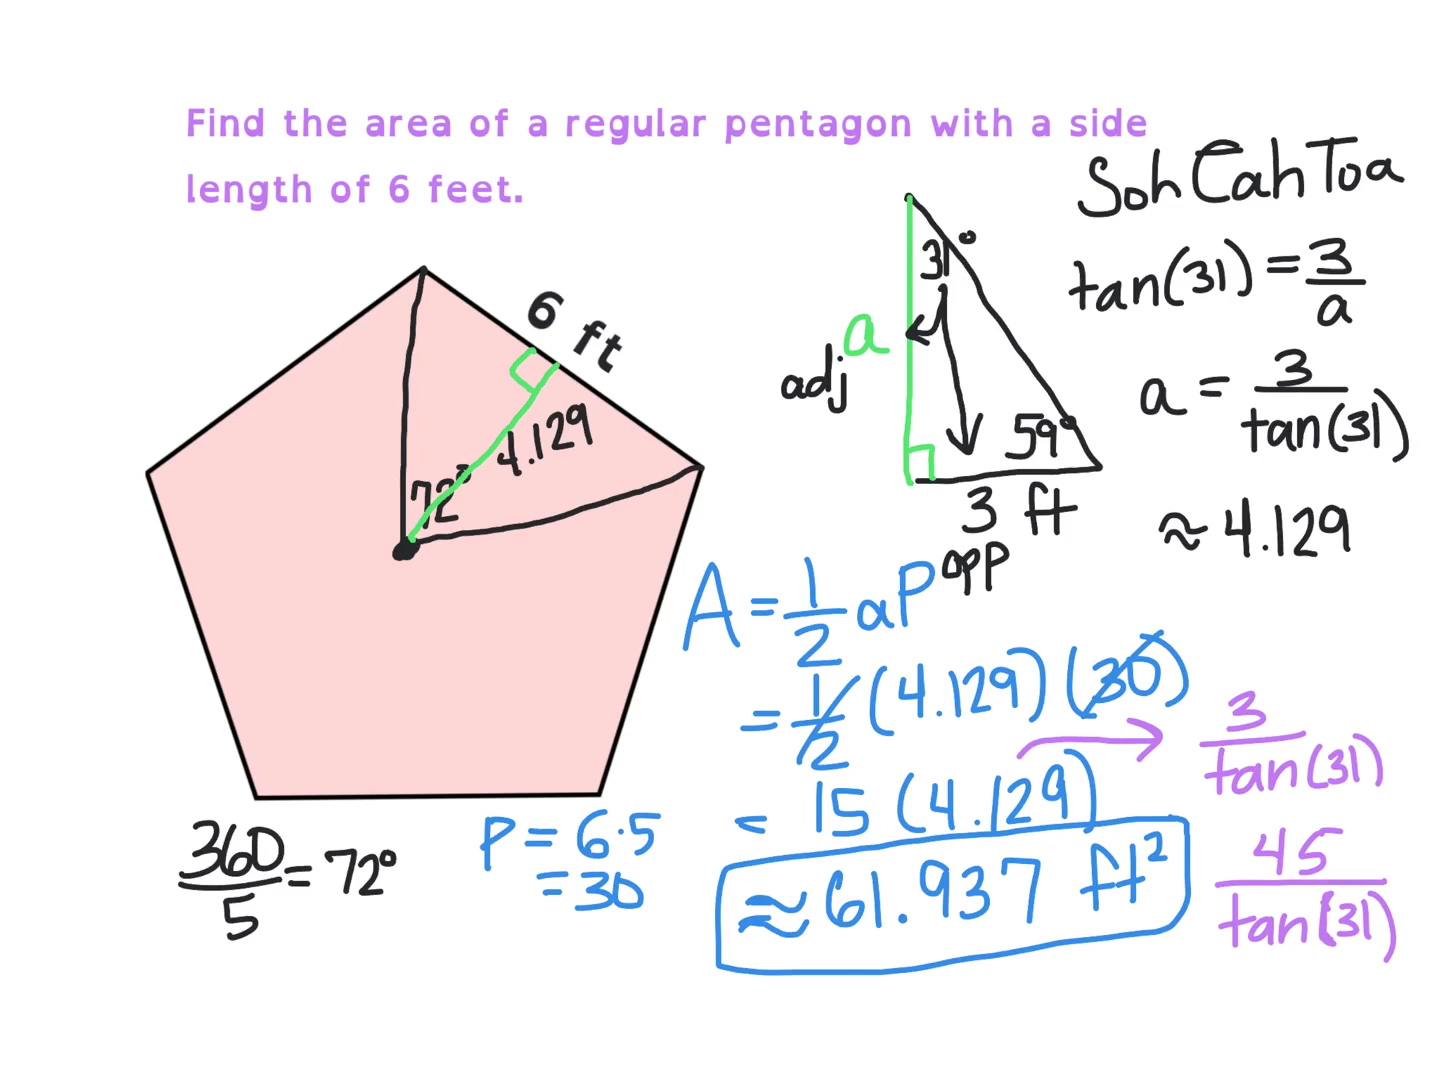 Find the area of a regular pentagon with a side
length of 6 feet.
Soh Cah Toa
31°
tan(31) = 3/a
6 ft
a
adj
a = 3/tan(31)
4.129
59°
72°
3 ft
opp
≈ 4.129
A = 1/2 aP
= 1/2 (4.129) (30)
3/tan(31)
= 15 (4.129)
360/5 = 72°
P = 6·5
= 30
≈ 61.937 ft²
45/tan(31)